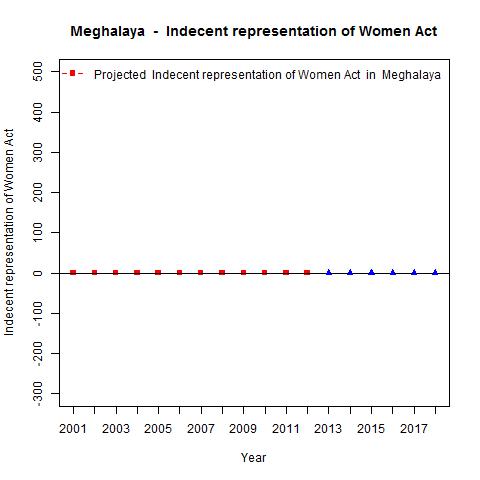 Meghalaya - Indecent representation of Women Act
Projected Indecent representation of Women Act in Meghalaya
Indecent representation of Women Act
500
400
300
200
100
0
-100
-200
-300
2001 2003 2005 2007 2009 2011 2013 2015 2017
Year